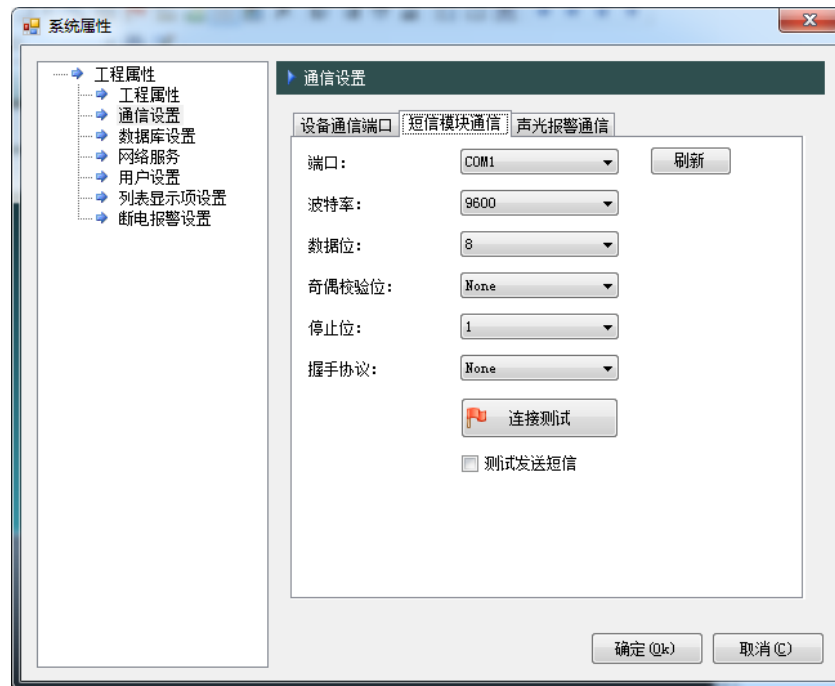 系统属性
工程属性
工程属性
通信设置
数据库设置
网络服务
用户设置
列表显示项设置
断电报警设置
通信设置
设备通信端口 短信模块通信 声光报警通信
端口： COM1 刷新
波特率： 9600
数据位： 8
奇偶校验位： None
停止位： 1
握手协议： None
连接测试
测试发送短信
确定(Ok) 取消(C)